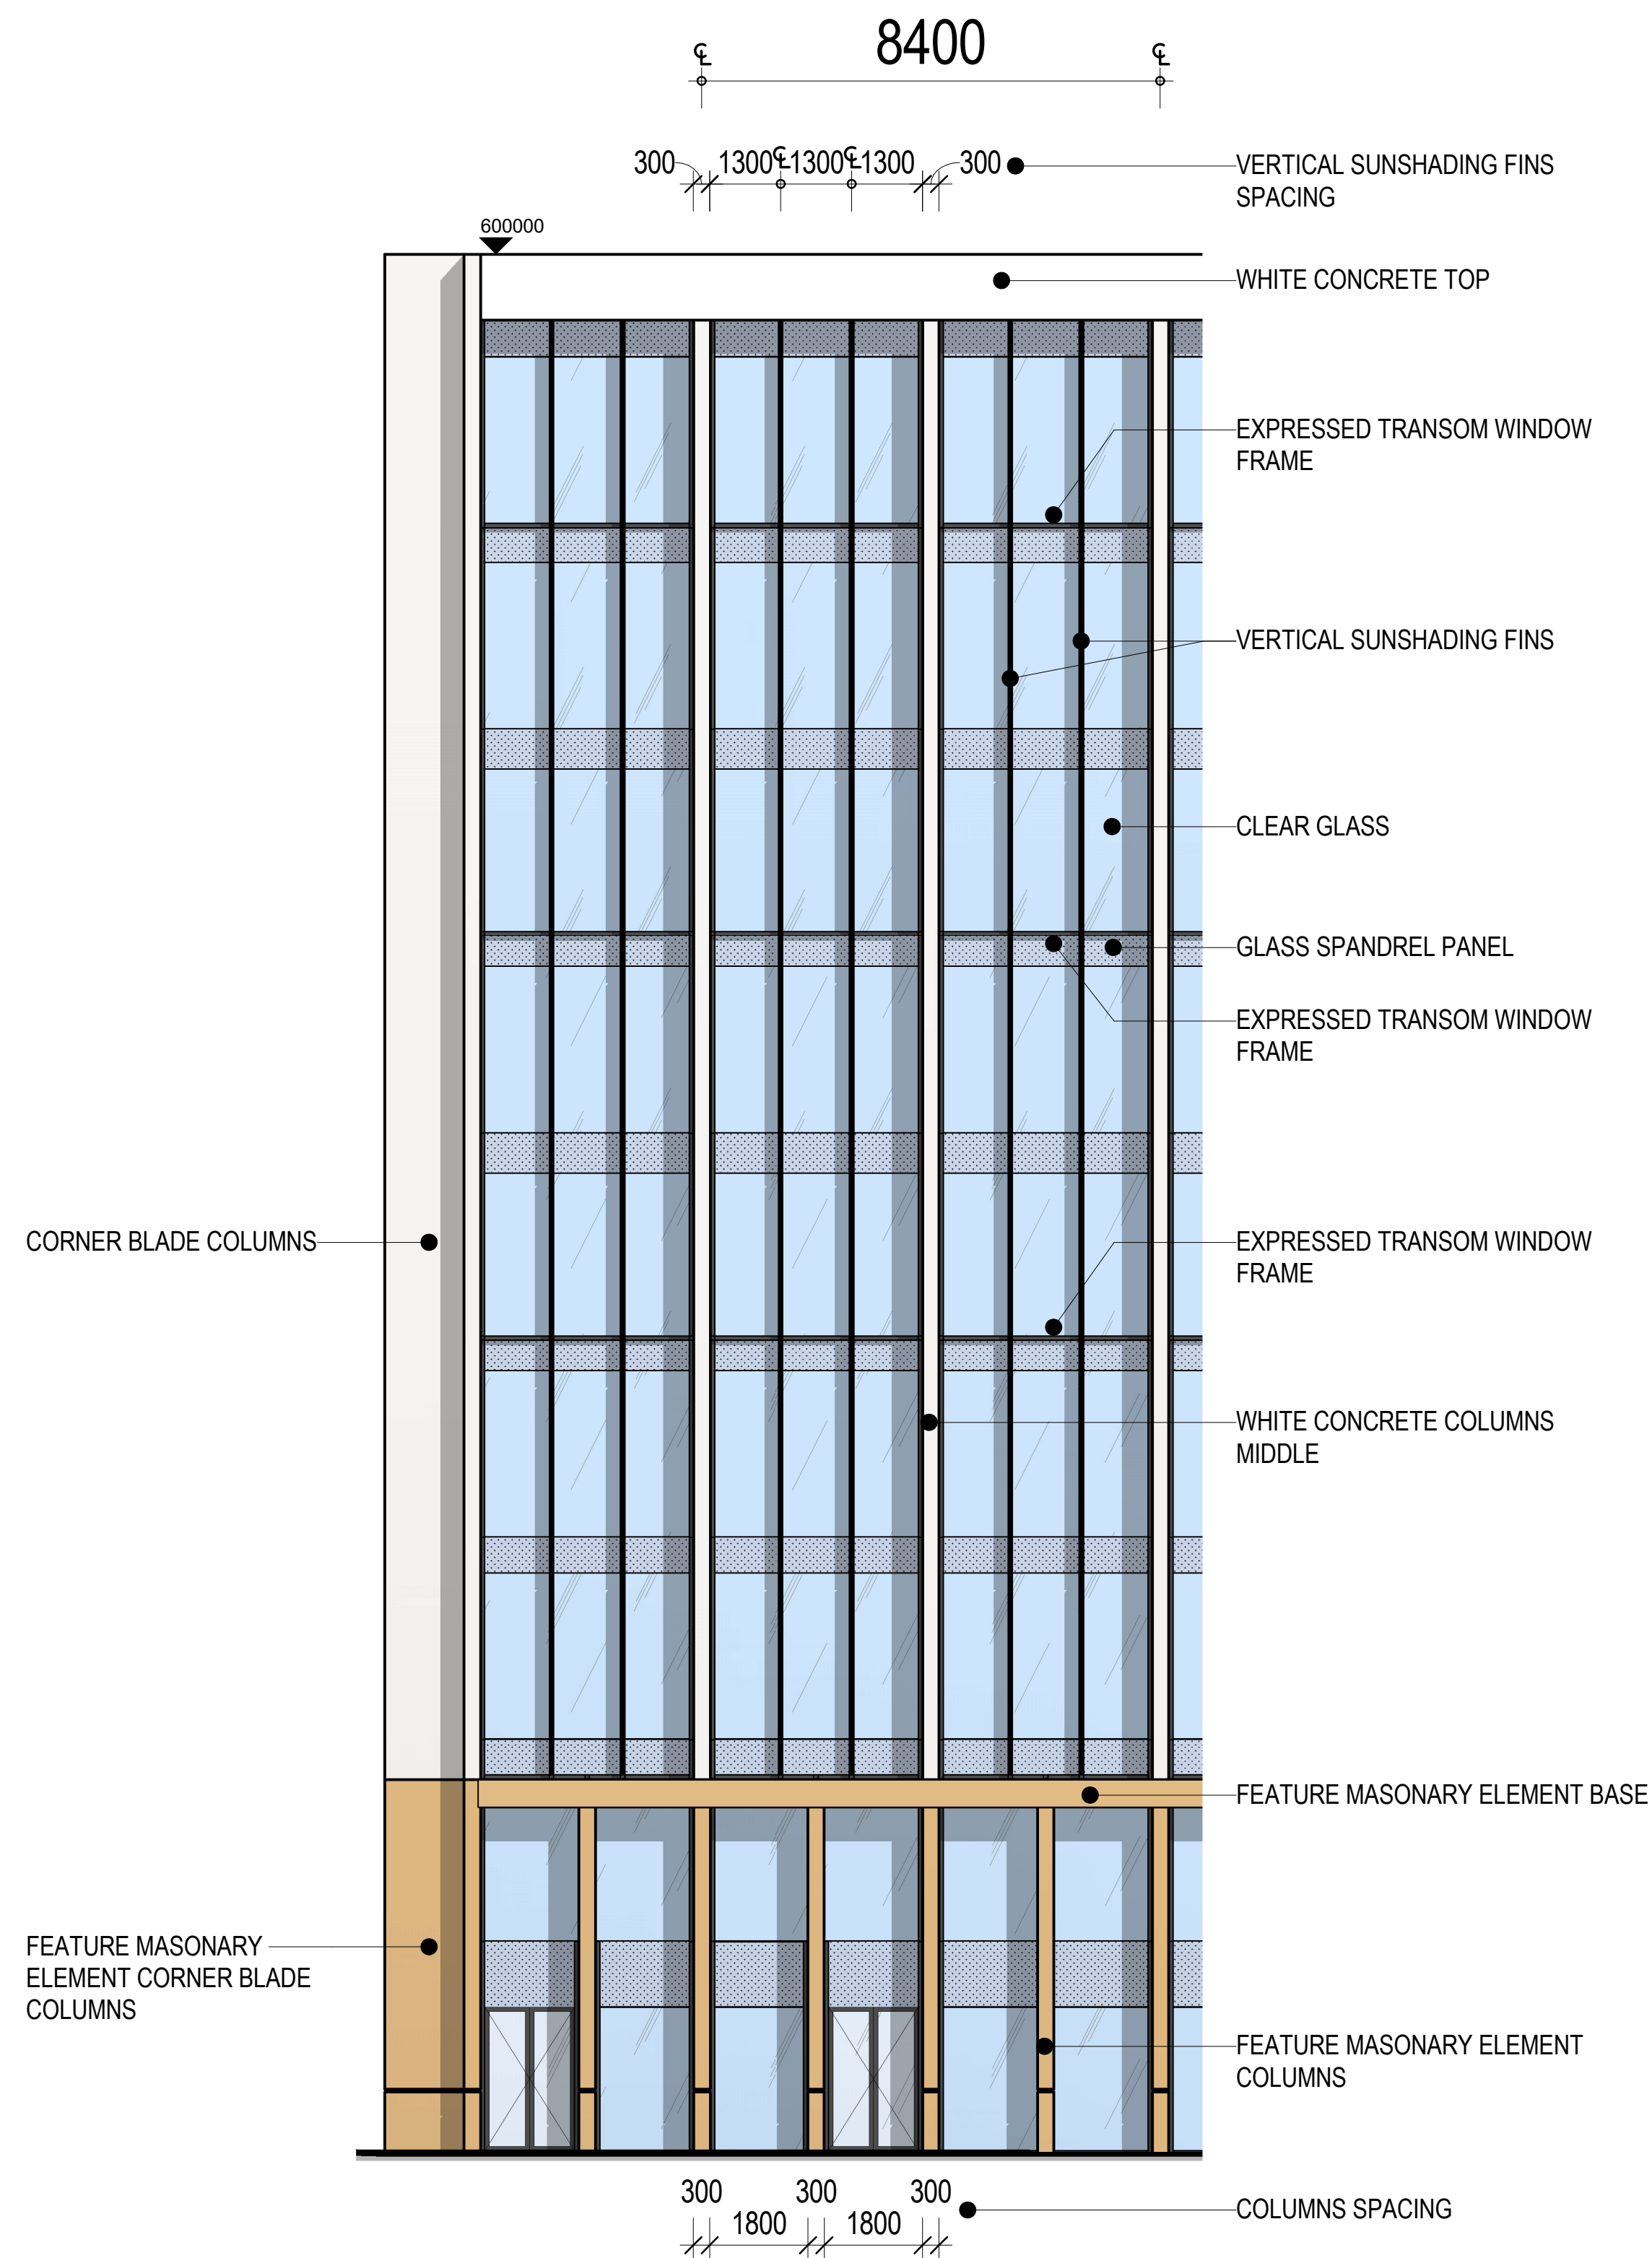 ℄ 8400 ℄
300 1300 ℄ 1300 ℄ 1300 300
VERTICAL SUNSHADING FINS
SPACING
600000
WHITE CONCRETE TOP
EXPRESSED TRANSOM WINDOW
FRAME
VERTICAL SUNSHADING FINS
CLEAR GLASS
GLASS SPANDREL PANEL
EXPRESSED TRANSOM WINDOW
FRAME
CORNER BLADE COLUMNS
EXPRESSED TRANSOM WINDOW
FRAME
WHITE CONCRETE COLUMNS
MIDDLE
FEATURE MASONARY ELEMENT BASE
FEATURE MASONARY
ELEMENT CORNER BLADE
COLUMNS
FEATURE MASONARY ELEMENT
COLUMNS
300 300 300
COLUMNS SPACING
1800 1800